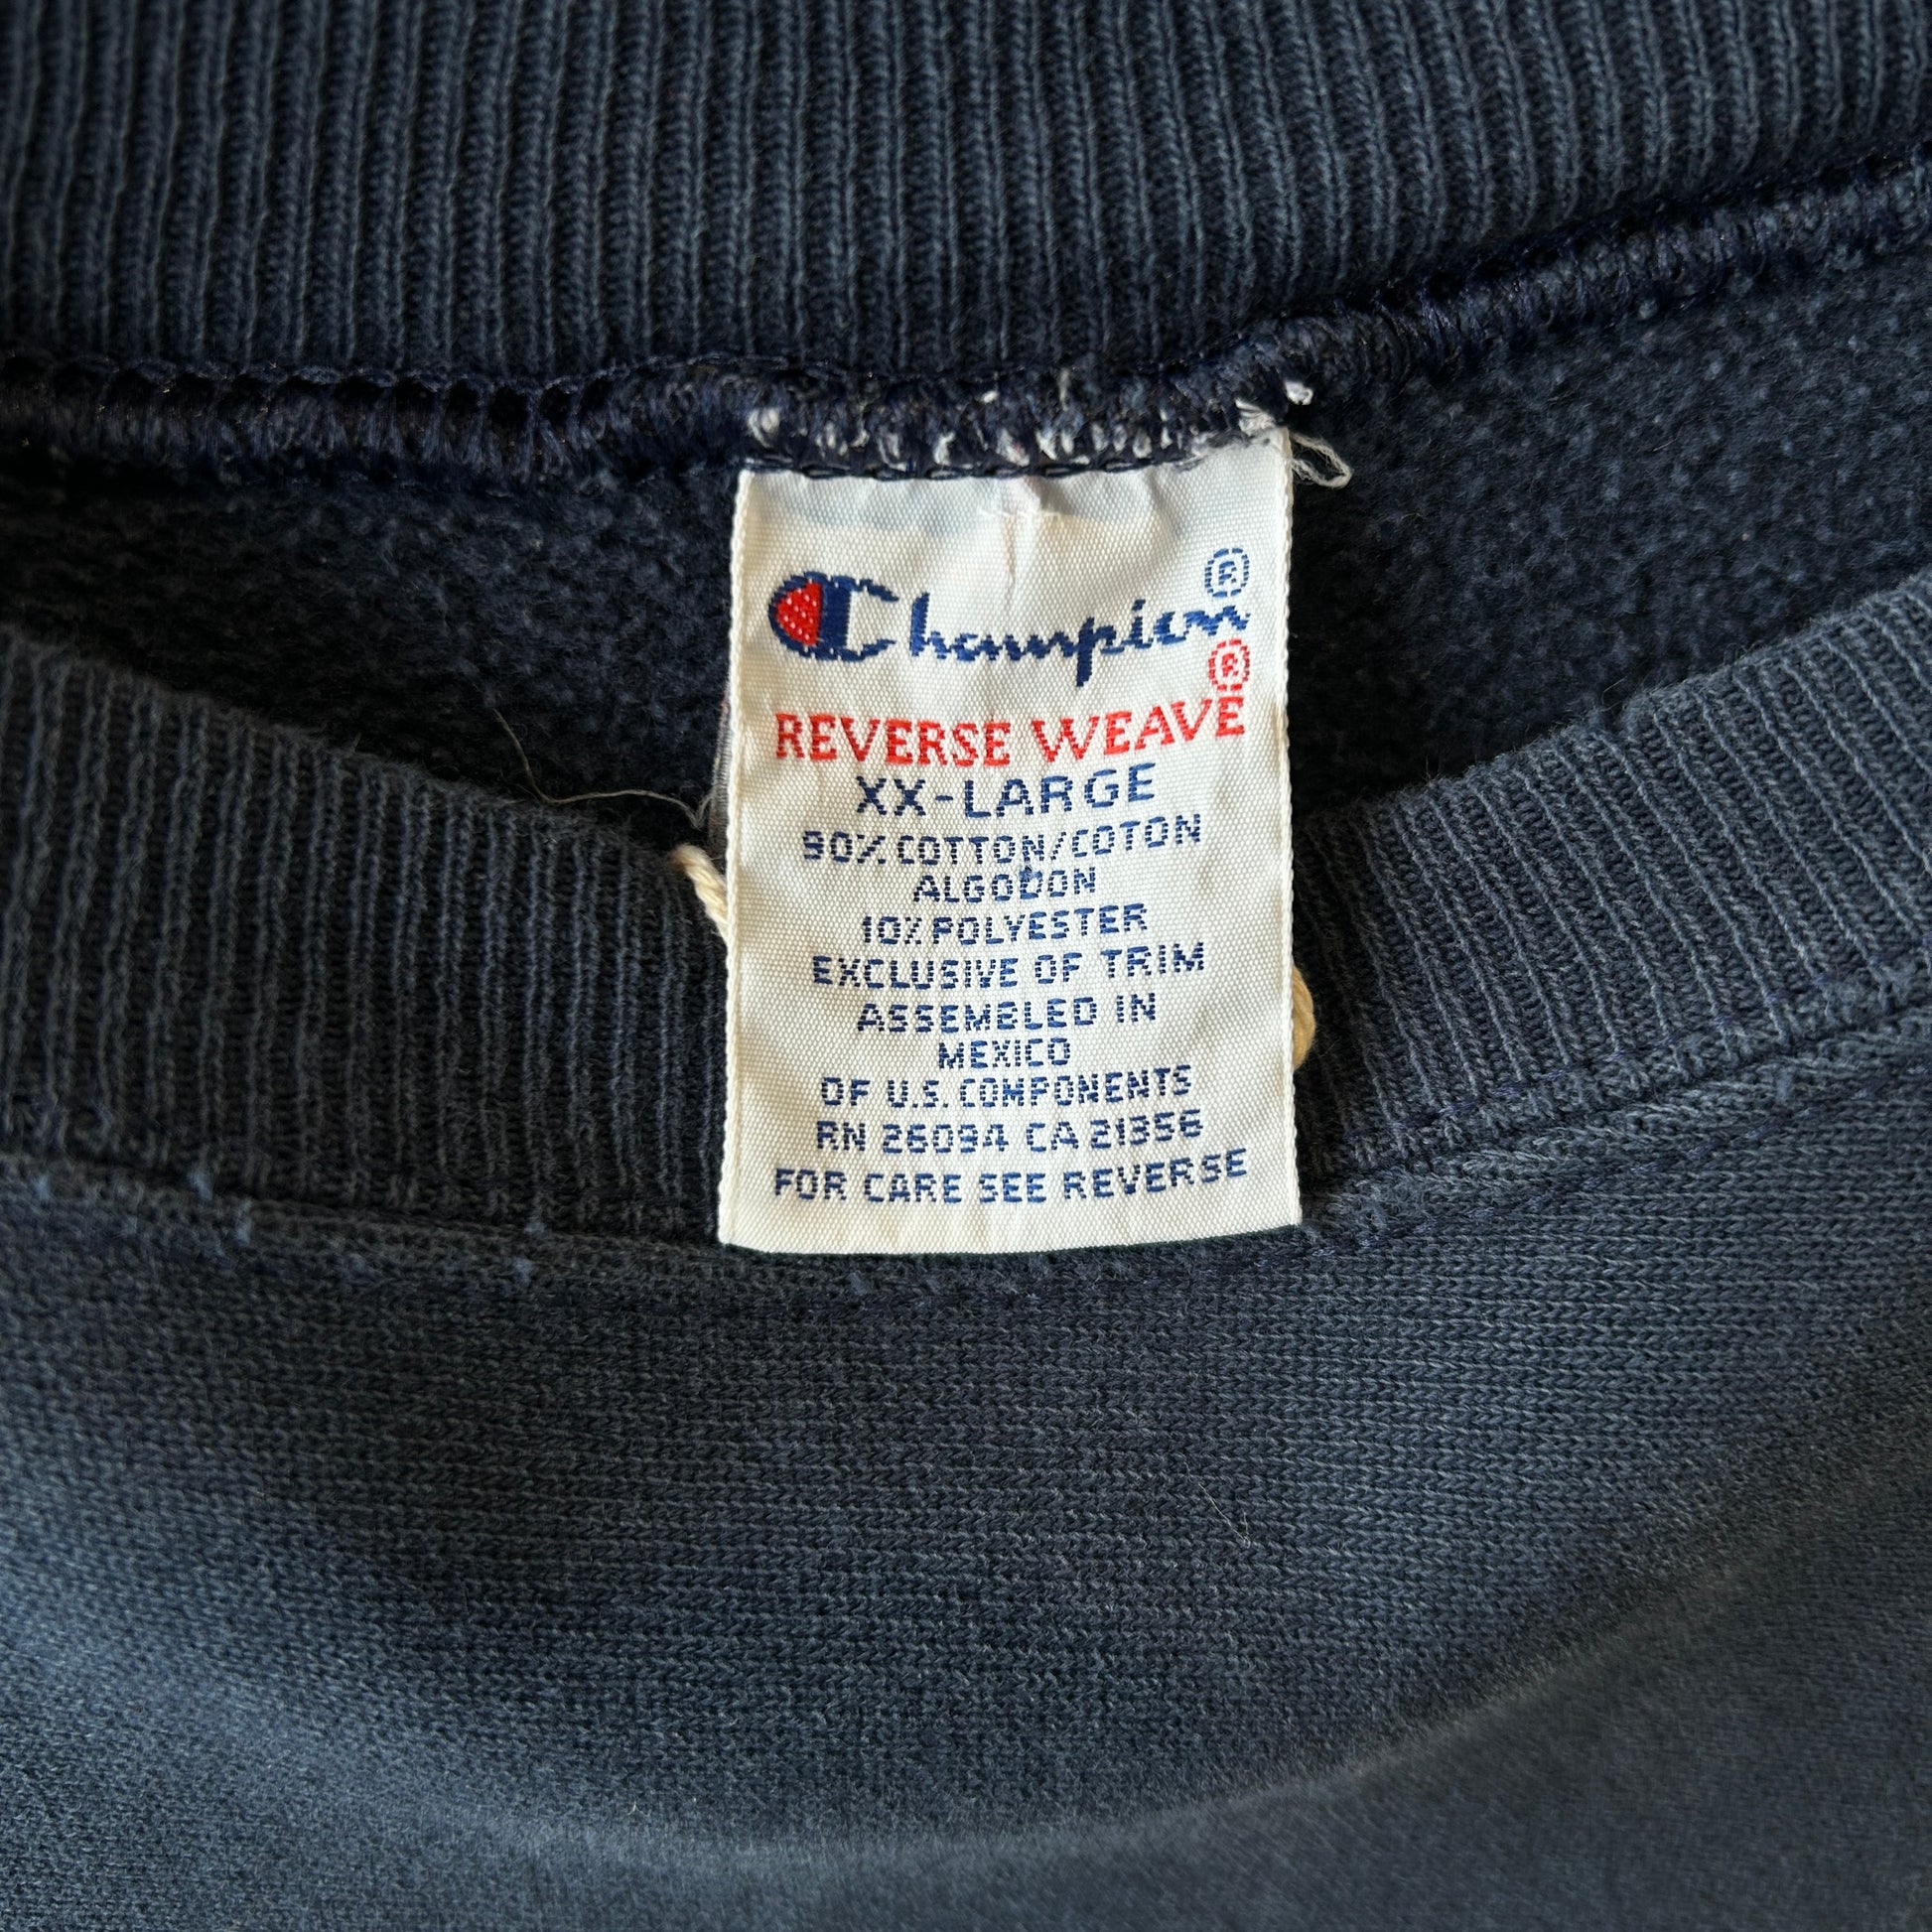 Champion®
REVERSE WEAVE®
XX-LARGE
90% COTTON/COTON
ALGODON
10% POLYESTER
EXCLUSIVE OF TRIM
ASSEMBLED IN
MEXICO
OF U.S. COMPONENTS
RN 26094 CA 21356
FOR CARE SEE REVERSE